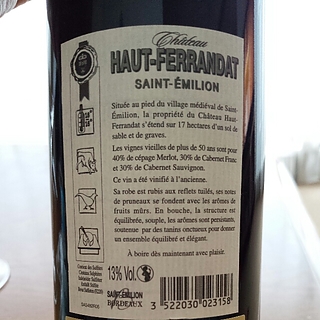 Château
HAUT-FERRANDAT
SAINT-ÉMILION
Située au pied du village médiéval de Saint-
Émilion, la propriété du Château Haut-
Ferrandat s'étend sur 17 hectares d'un sol de
sable et de graves.
Les vignes vieilles de plus de 50 ans sont pour
40% de cépage Merlot, 30% de Cabernet Franc
et 30% de Cabernet Sauvignon.
Ce vin a été vinifié à l'ancienne.
Sa robe est rubis aux reflets tuilés, ses notes
de pruneaux se fondent avec les arômes de
fruits mûrs. En bouche, la structure est
équilibrée, souple, les arômes sont persistants,
soutenue par des tanins onctueux pour donner
un ensemble équilibré et élégant.
À boire dès maintenant avec plaisir.
13% Vol.
SAINT-ÉMILION
BORDEAUX
3 522030 023158